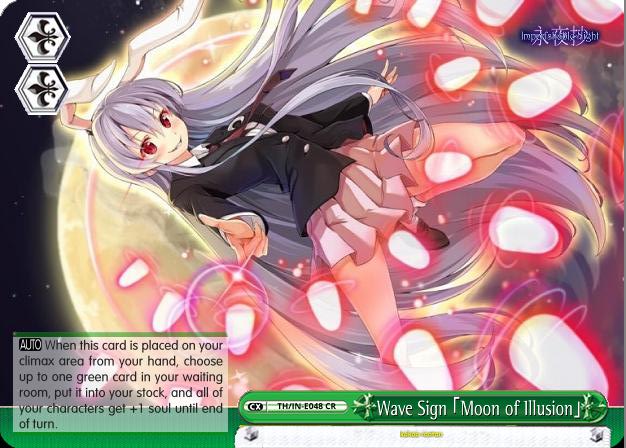 Imperishable Night
永夜抄
AUTO When this card is placed on your
climax area from your hand, choose
up to one green card in your waiting
room, put it into your stock, and all of
your characters get +1 soul until end
of turn.
CX TH/IN-E048 CR Wave Sign「Moon of Illusion」